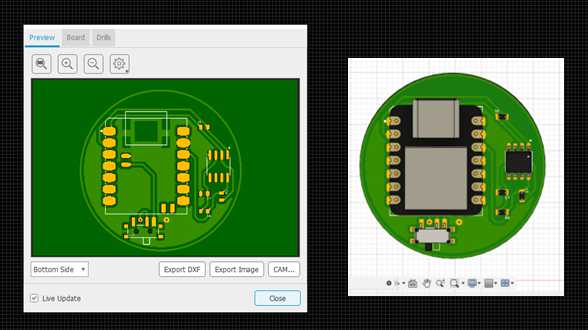 Preview
Board
Drills
Bottom Side
Export DXF
Export Image
CAM...
Live Update
Close